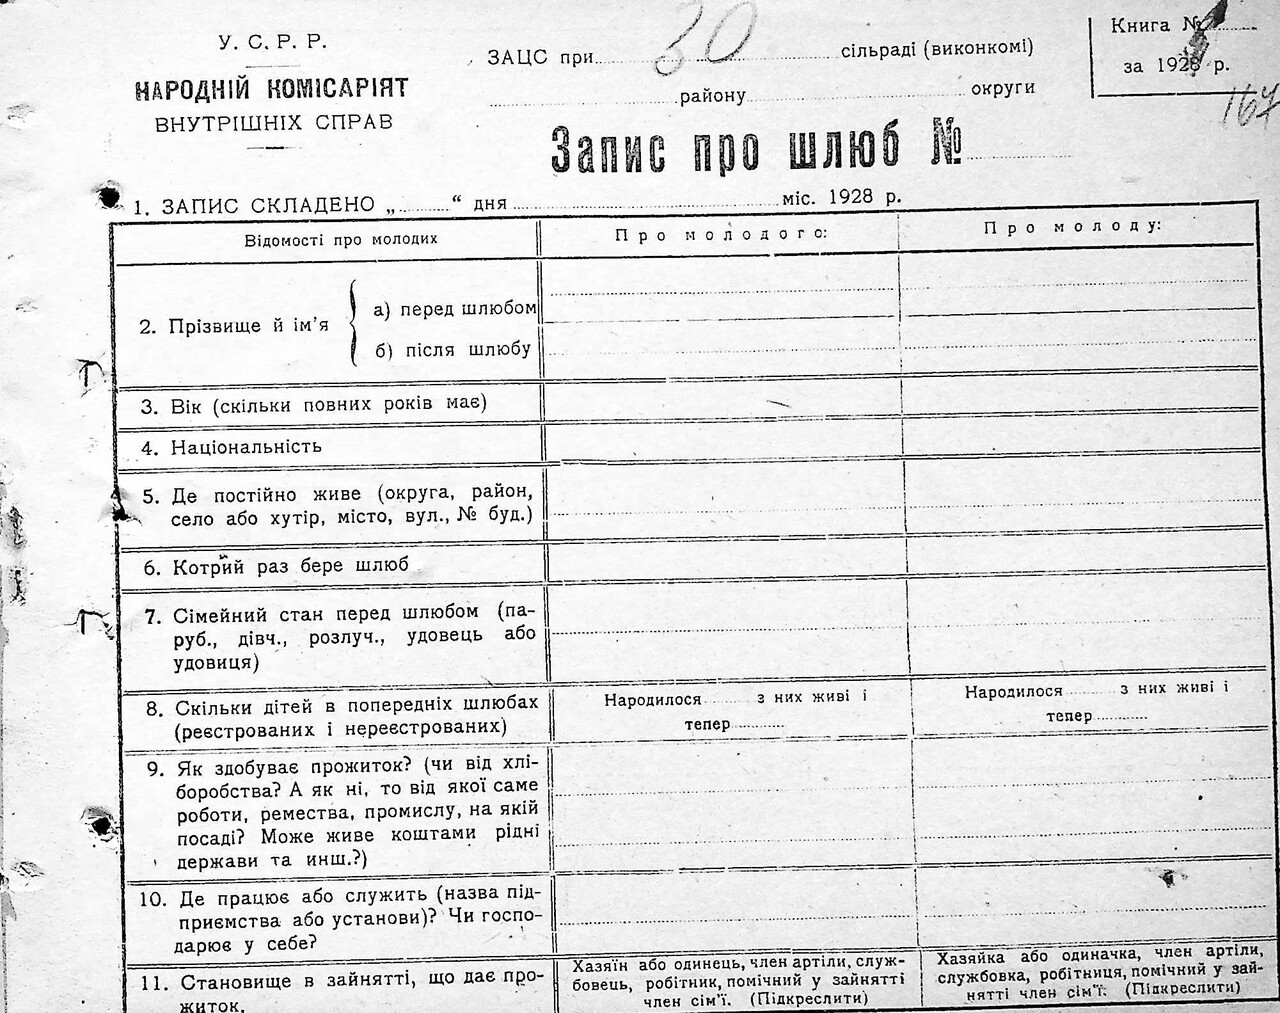 У. С. Р. Р.
НАРОДНІЙ КОМІСАРІЯТ
ВНУТРІШНІХ СПРАВ
ЗАЦС при 30 сільраді (виконкомі)
району округи
Книга №
за 1928 р.
167
Запис про шлюб №
1. ЗАПИС СКЛАДЕНО „ “ дня міс. 1928 р.
Відомості про молодих
Про молодого:
Про молоду:
2. Прізвище й ім’я
а) перед шлюбом
б) після шлюбу
3. Вік (скільки повних років має)
4. Національність
5. Де постійно живе (округа, район,
село або хутір, місто, вул., № буд.)
6. Котрий раз бере шлюб
7. Сімейний стан перед шлюбом (па-
руб., дівч., розлуч., удовець або
удовиця)
8. Скільки дітей в попередніх шлюбах
(реєстрованих і нереєстрованих)
Народилося з них живі і
тепер
Народилося з них живі і
тепер
9. Як здобуває прожиток? (чи від хлі-
боробства? А як ні, то від якої саме
роботи, ремества, промислу, на якій
посаді? Може живе коштами рідні
держави та инш.?)
10. Де працює або служить (назва під-
приємства або установи)? Чи госпо-
дарює у себе?
11. Становище в зайнятті, що дає про-
житок.
Хазяїн або одинець, член артіли, служ-
бовець, робітник, помічний у зайнятті
член сім’ї. (Підкреслити)
Хазяйка або одиначка, член артіли,
службовка, робітниця, помічний у зай-
нятті член сім’ї. (Підкреслити)